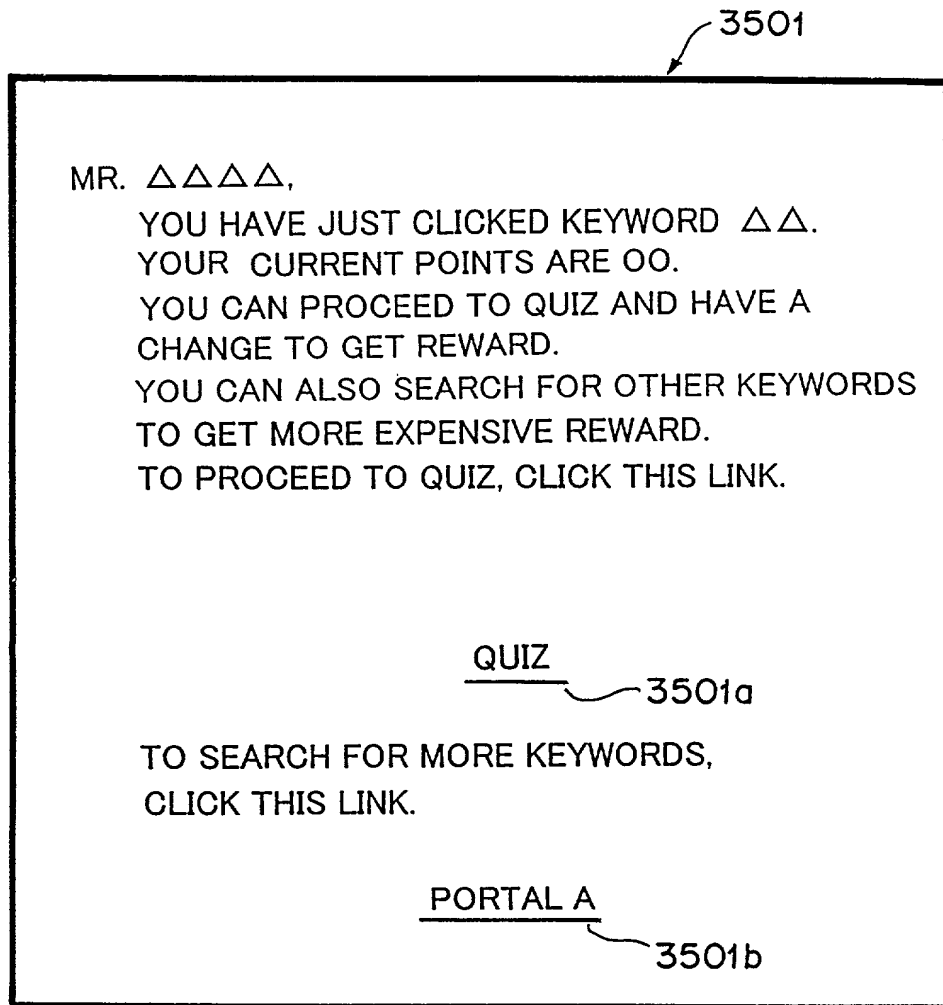 3501
MR. △△△△,
YOU HAVE JUST CLICKED KEYWORD △△.
YOUR CURRENT POINTS ARE OO.
YOU CAN PROCEED TO QUIZ AND HAVE A
CHANGE TO GET REWARD.
YOU CAN ALSO SEARCH FOR OTHER KEYWORDS
TO GET MORE EXPENSIVE REWARD.
TO PROCEED TO QUIZ, CLICK THIS LINK.
QUIZ
3501a
TO SEARCH FOR MORE KEYWORDS,
CLICK THIS LINK.
PORTAL A
3501b